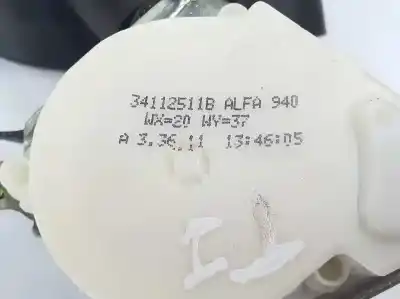 34112511B ALFA 940
WX=20 WY=37
A 3.36.11 13:46:05